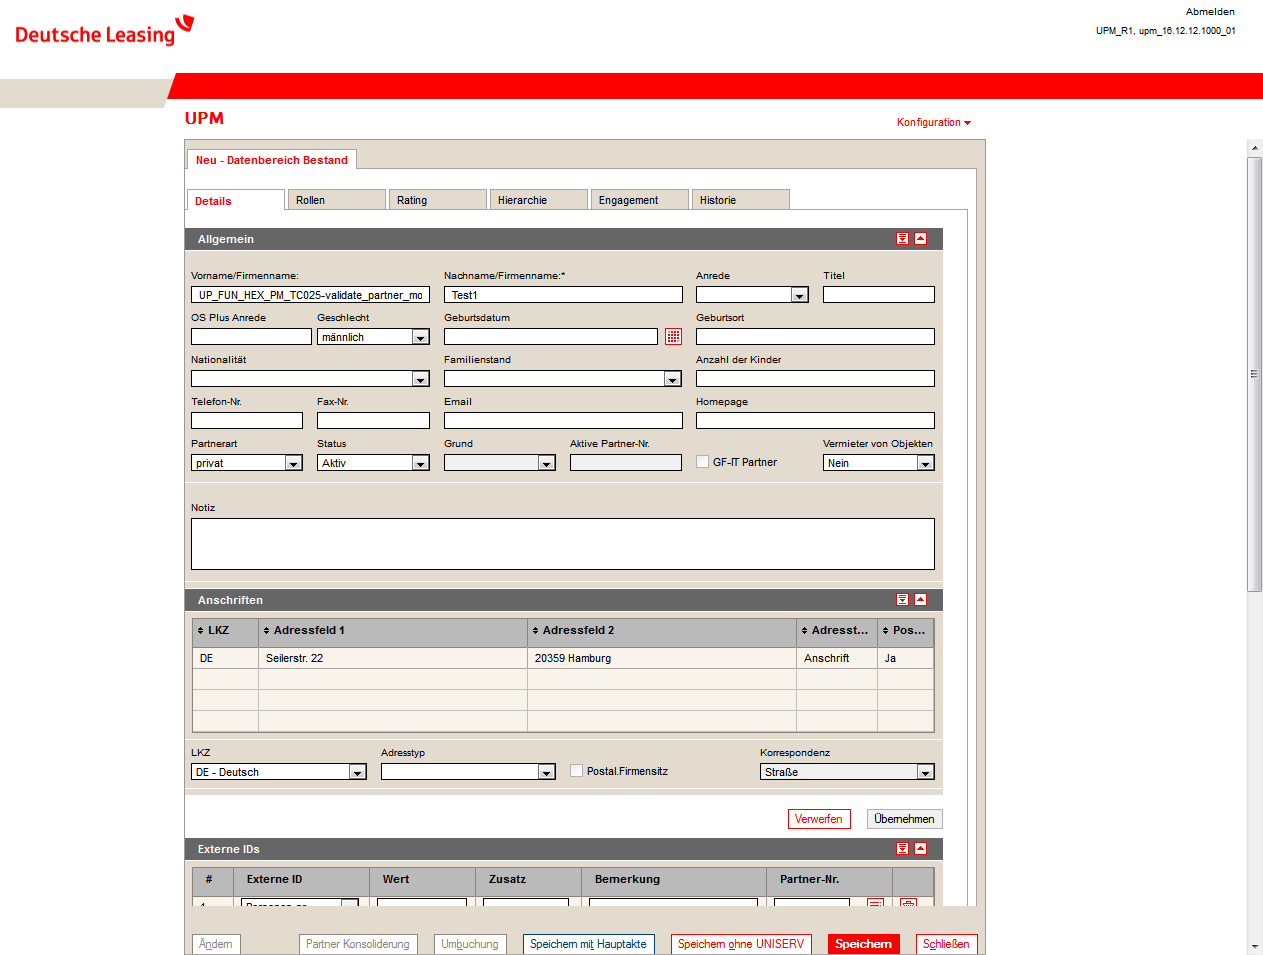 Deutsche Leasing
Abmelden
UPM_R1, upm_16.12.12.1000_01
UPM
Konfiguration
Neu - Datenbereich Bestand
Details Rollen Rating Hierarchie Engagement Historie
Allgemein
Vorname/Firmenname: Nachname/Firmenname:* Anrede Titel
UP_FUN_HEX_PM_TC025-validate_partner_mo Test1
OS Plus Anrede Geschlecht Geburtsdatum Geburtsort
männlich
Nationalität Familienstand Anzahl der Kinder
Telefon-Nr. Fax-Nr. Email Homepage
Partnerart Status Grund Aktive Partner-Nr. Vermieter von Objekten
privat Aktiv GF-IT Partner Nein
Notiz
Anschriften
LKZ Adressfeld 1 Adressfeld 2 Adresst... Pos...
DE Seilerstr. 22 20359 Hamburg Anschrift Ja
LKZ Adresstyp Korrespondenz
DE - Deutsch Postal.Firmensitz Straße
Verwerfen Übernehmen
Externe IDs
# Externe ID Wert Zusatz Bemerkung Partner-Nr.
Ändern Partner Konsoliderung Umbuchung Speichern mit Hauptakte Speichern ohne UNISERV Speichern Schließen